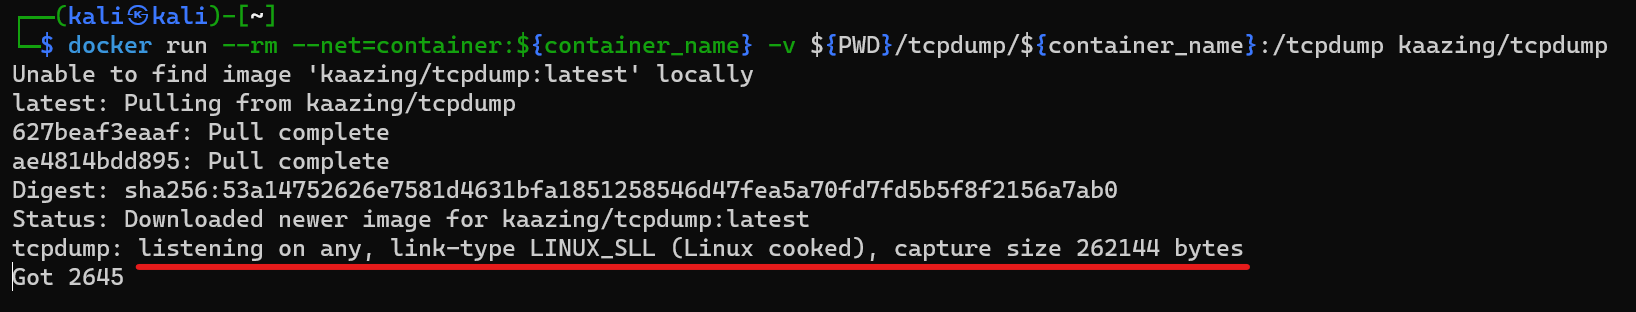 (kali㉿kali)-[~]
$ docker run --rm --net=container:${container_name} -v ${PWD}/tcpdump/${container_name}:/tcpdump kaazing/tcpdump
Unable to find image 'kaazing/tcpdump:latest' locally
latest: Pulling from kaazing/tcpdump
627beaf3eaaf: Pull complete
ae4814bdd895: Pull complete
Digest: sha256:53a14752626e7581d4631bfa1851258546d47fea5a70fd7fd5b5f8f2156a7ab0
Status: Downloaded newer image for kaazing/tcpdump:latest
tcpdump: listening on any, link-type LINUX_SLL (Linux cooked), capture size 262144 bytes
Got 2645